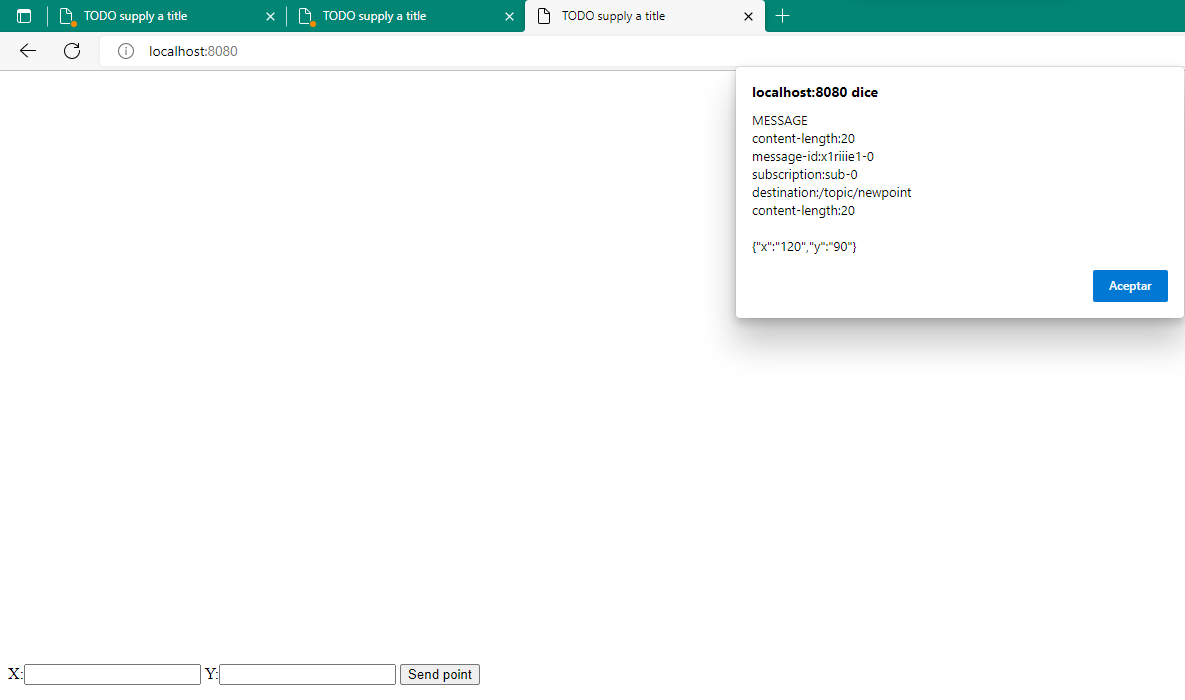 TODO supply a title
TODO supply a title
TODO supply a title
localhost:8080
localhost:8080 dice
MESSAGE
content-length:20
message-id:x1riiie1-0
subscription:sub-0
destination:/topic/newpoint
content-length:20
{"x":"120","y":"90"}
Aceptar
X: Y: Send point